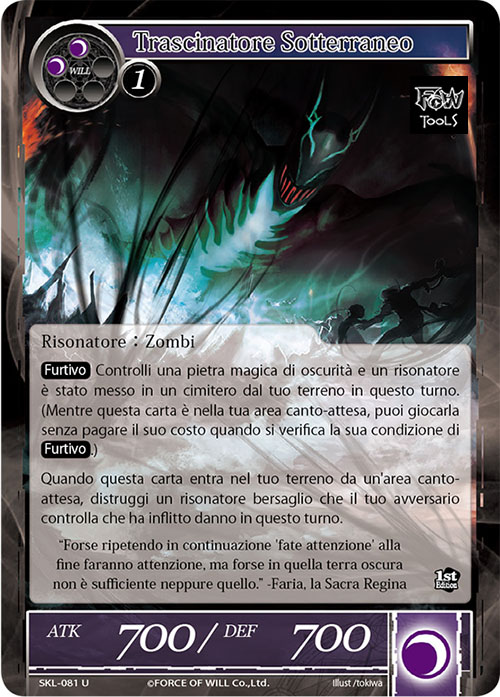 Trascinatore Sotterraneo
WILL
1
FOW
TOOLS
Risonatore : Zombi
Furtivo Controlli una pietra magica di oscurità e un risonatore
è stato messo in un cimitero dal tuo terreno in questo turno.
(Mentre questa carta è nella tua area canto-attesa, puoi giocarla
senza pagare il suo costo quando si verifica la sua condizione di
Furtivo.)
Quando questa carta entra nel tuo terreno da un'area canto-
attesa, distruggi un risonatore bersaglio che il tuo avversario
controlla che ha inflitto danno in questo turno.
“Forse ripetendo in continuazione 'fate attenzione' alla
fine faranno attenzione, ma forse in quella terra oscura
non è sufficiente neppure quello.” -Faria, la Sacra Regina
1st
Edition
ATK 700 / DEF 700
SKL-081 U ©FORCE OF WILL Co.,Ltd. Illust /tokiwa